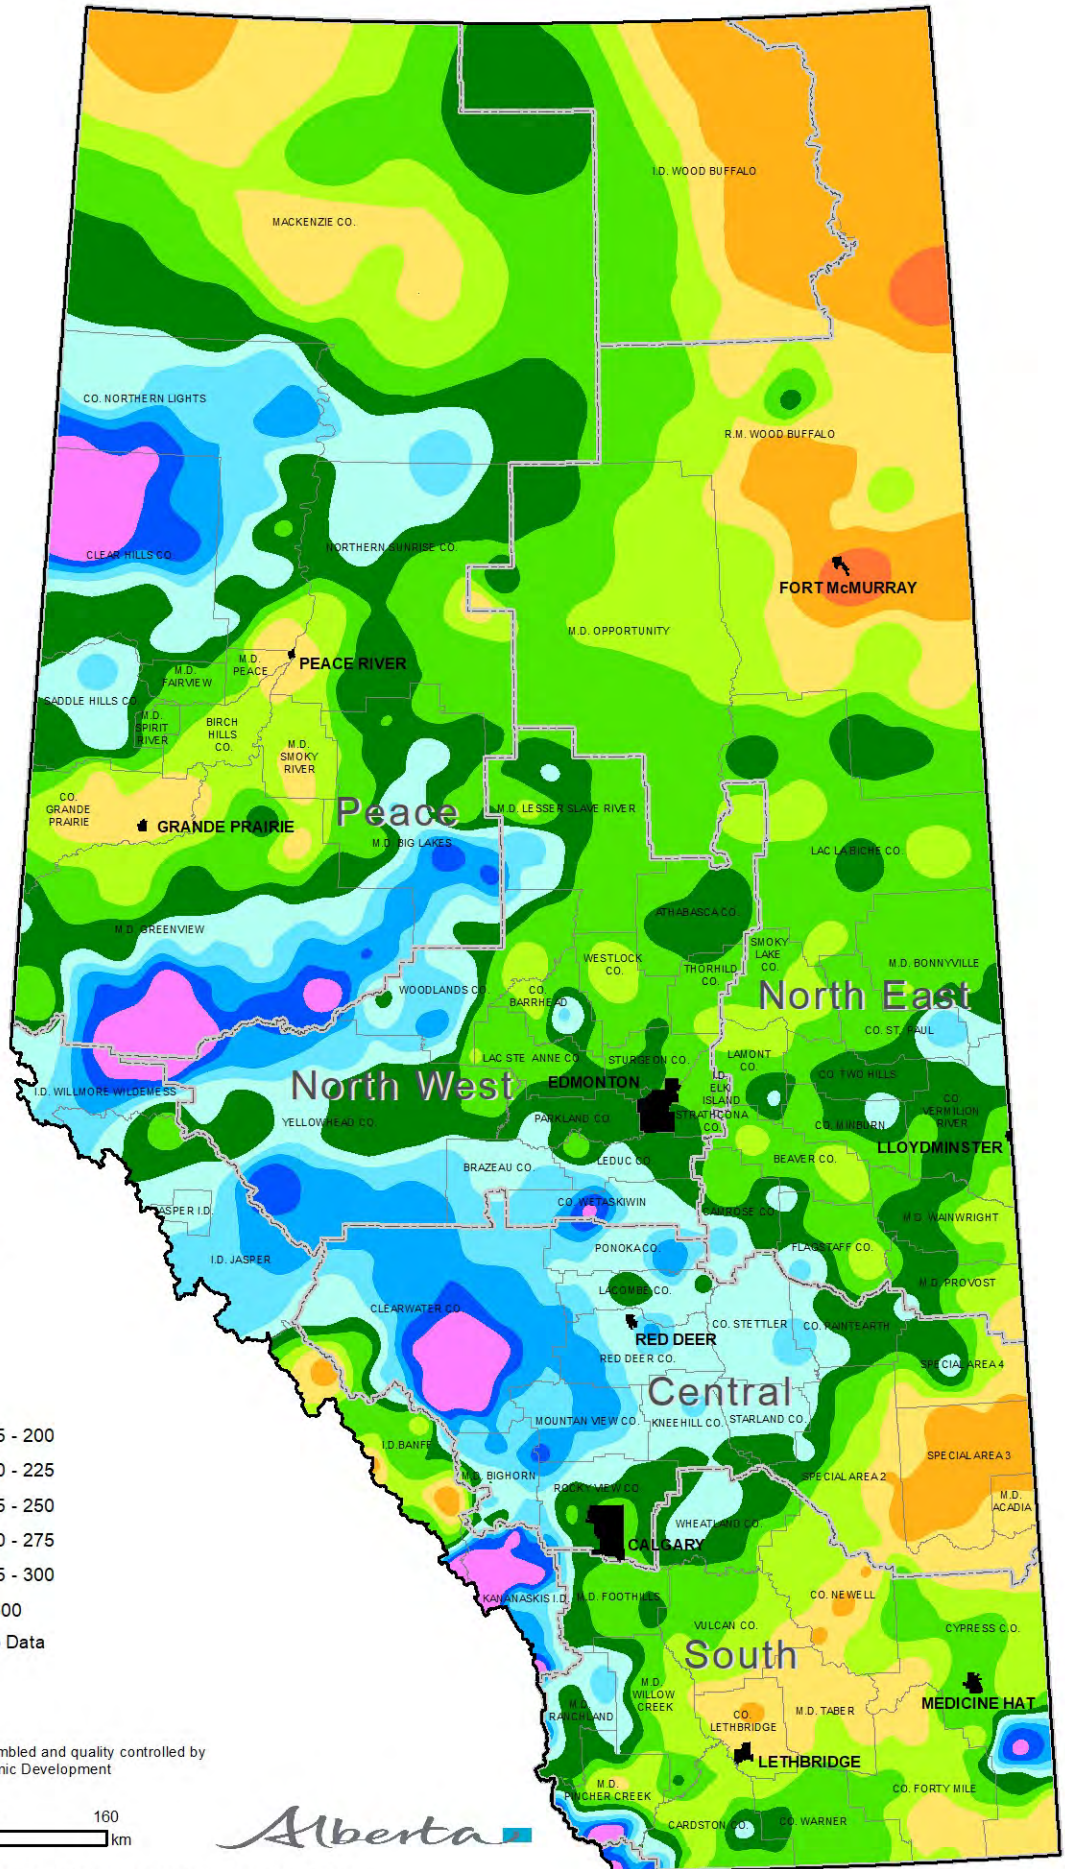 I.D. WOOD BUFFALO
MACKENZIE CO.
CO. NORTHERN LIGHTS
R.M. WOOD BUFFALO
CLEAR HILLS CO
NORTHERN SUNRISE CO.
FORT McMURRAY
M.D. OPPORTUNITY
PEACE RIVER
M.D.
PEACE
M.D.
FAIRVIEW
SADDLE HILLS CO.
M.D.
SPIRIT
RIVER
BIRCH
HILLS
CO.
M.D.
SMOKY
RIVER
CO.
GRANDE
PRAIRIE
GRANDE PRAIRIE
Peace
M.D. LESSER SLAVE RIVER
M.D. BIG LAKES
LAC LA BICHE CO.
ATHABASCA CO.
M.D. GREENVIEW
WESTLOCK
CO.
SMOKY
LAKE
CO.
THORHILD
CO.
M.D. BONNYVILLE
WOODLANDS CO.
CO.
BARRHEAD
North East
CO. ST. PAUL
LAC STE ANNE CO.
STURGEON CO.
LAMONT
CO.
North West
EDMONTON
I.D.
ELK
ISLAND
CO. TWO HILLS
I.D. WILLMORE WILDERNESS
CO.
VERMILION
RIVER
YELLOWHEAD CO.
PARKLAND CO.
STRATHCONA
CO.
CO. MINBURN
LLOYDMINSTER
BRAZEAU CO.
LEDUC CO
BEAVER CO.
CO. WETASKIWIN
JASPER I.D.
CAMROSE CO.
M.D. WAINWRIGHT
I.D. JASPER
PONOKA CO.
FLAGSTAFF CO.
M.D. PROVOST
LACOMBE CO.
CLEARWATER CO.
CO. STETTLER
CO. PAINTEARTH
RED DEER
RED DEER CO.
SPECIAL AREA 4
Central
MOUNTAN VIEW CO.
KNEEHILL CO.
STARLAND CO.
I.D. BANFF
SPECIAL AREA 3
M.D. BIGHORN
SPECIAL AREA 2
ROCKY VIEW CO
M.D.
ACADIA
WHEATLAND CO.
CALGARY
KANANASKIS I.D.
M.D. FOOTHILLS
CO. NEWELL
VULCAN CO.
CYPRESS C.O.
South
M.D.
WILLOW
CREEK
M.D.
RANCHLAND
CO.
LETHBRIDGE
M.D. TABER
MEDICINE HAT
LETHBRIDGE
M.D.
PINCHER CREEK
CO. FORTY MILE
CARDSTON CO.
CO. WARNER
5 - 200
0 - 225
5 - 250
0 - 275
5 - 300
00
Data
mbled and quality controlled by
mic Development
160
km
Alberta